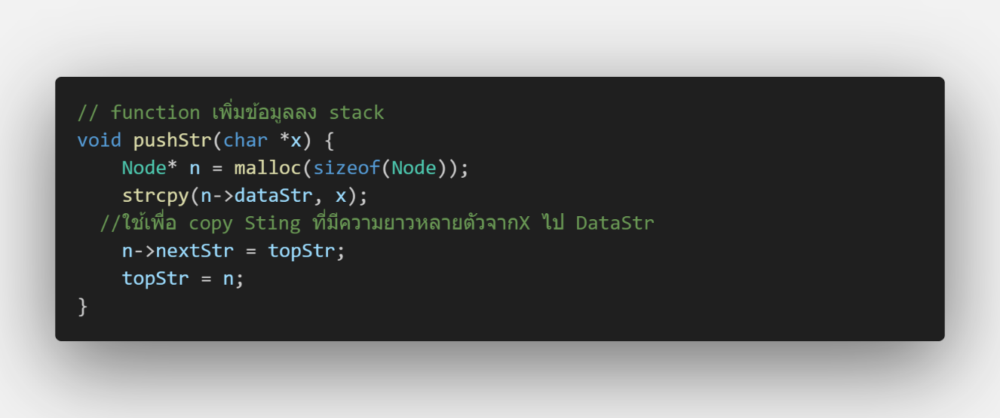 // function เพิ่มข้อมูลลง stack
void pushStr(char *x) {
    Node* n = malloc(sizeof(Node));
    strcpy(n->dataStr, x);
  //ใช้เพื่อ copy Sting ที่มีความยาวหลายตัวจากX ไป DataStr
    n->nextStr = topStr;
    topStr = n;
}